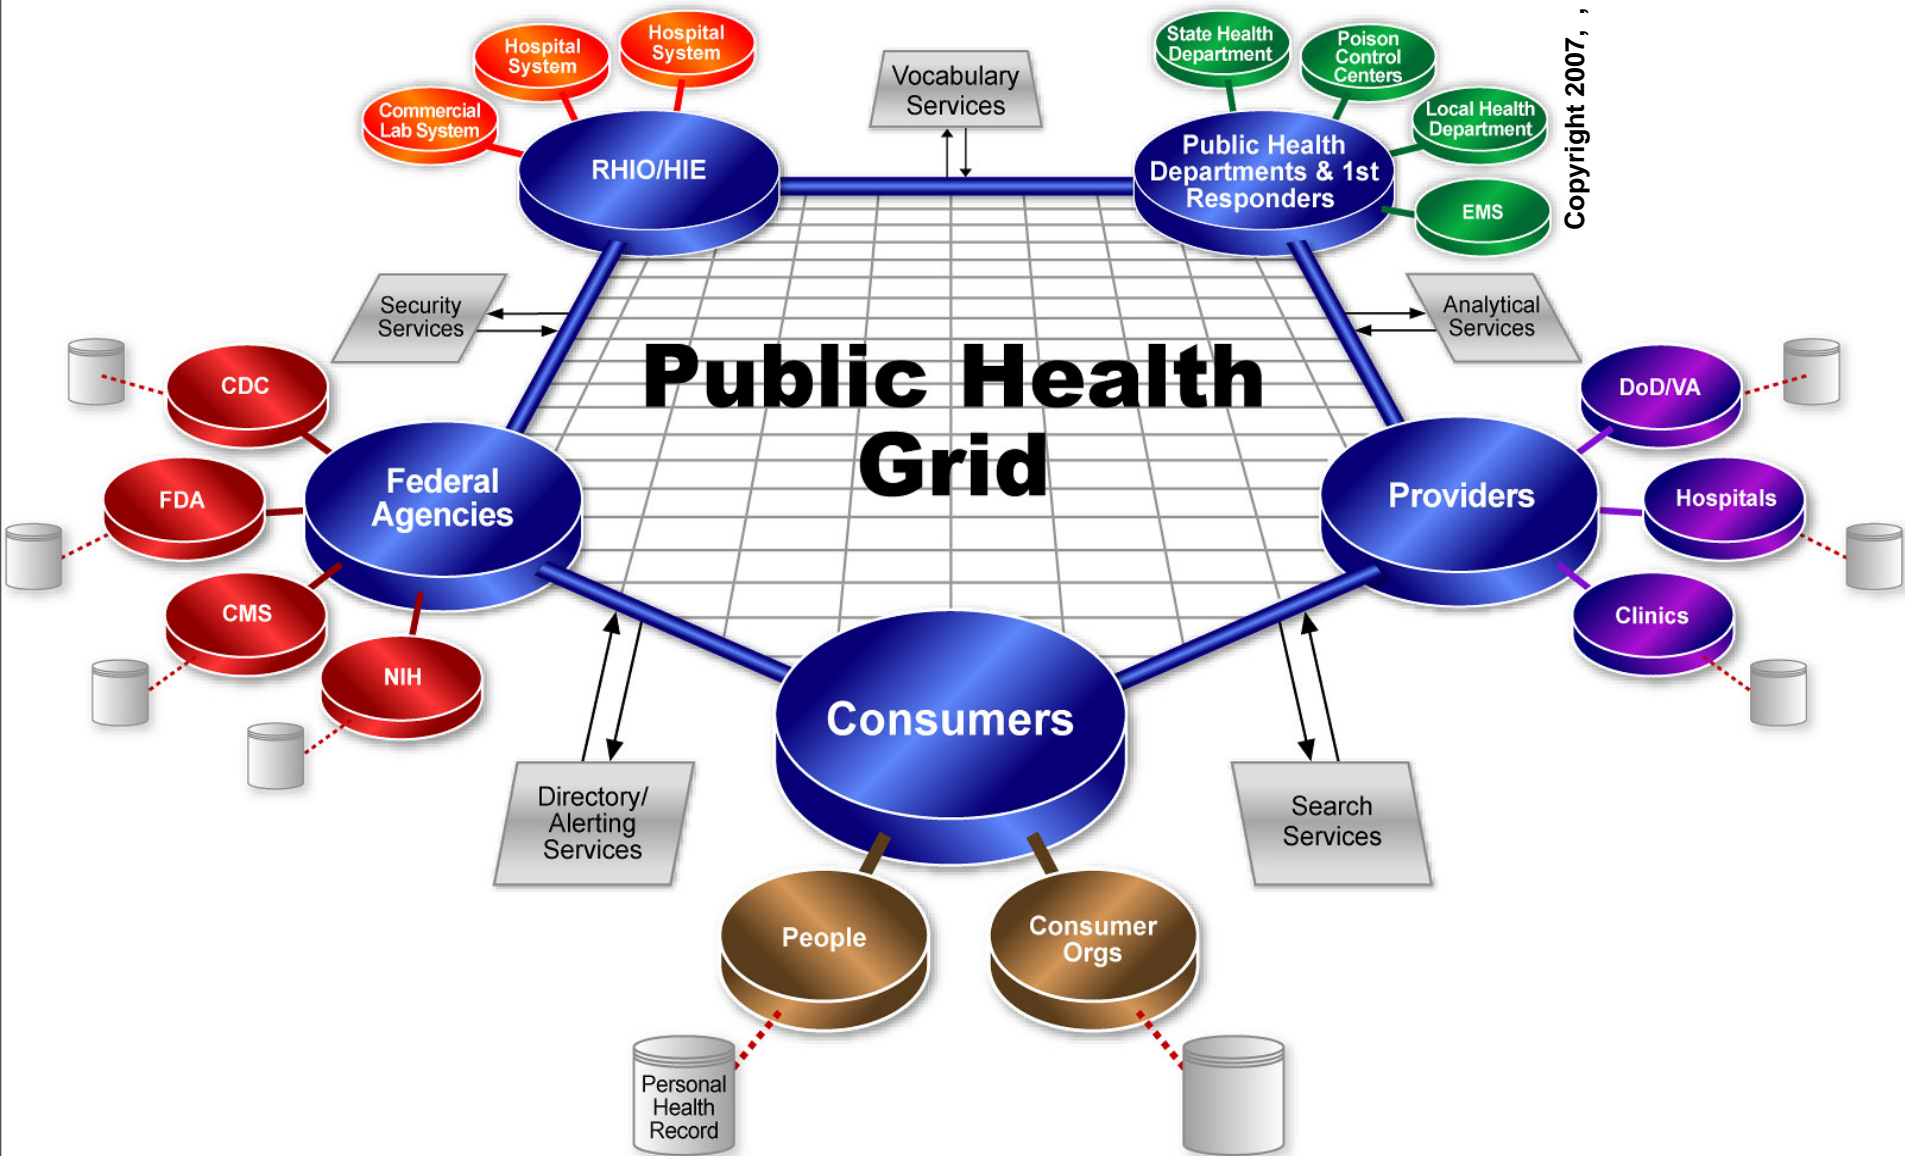 Hospital
System
Hospital
System
Commercial
Lab System
RHIO/HIE
Vocabulary
Services
State Health
Department
Poison
Control
Centers
Local Health
Department
EMS
Public Health
Departments & 1st
Responders
Copyright 2007, ,
Security
Services
Analytical
Services
Public Health
Grid
CDC
FDA
CMS
NIH
Federal
Agencies
Providers
DoD/VA
Hospitals
Clinics
Consumers
Directory/
Alerting
Services
Search
Services
People
Consumer
Orgs
Personal
Health
Record